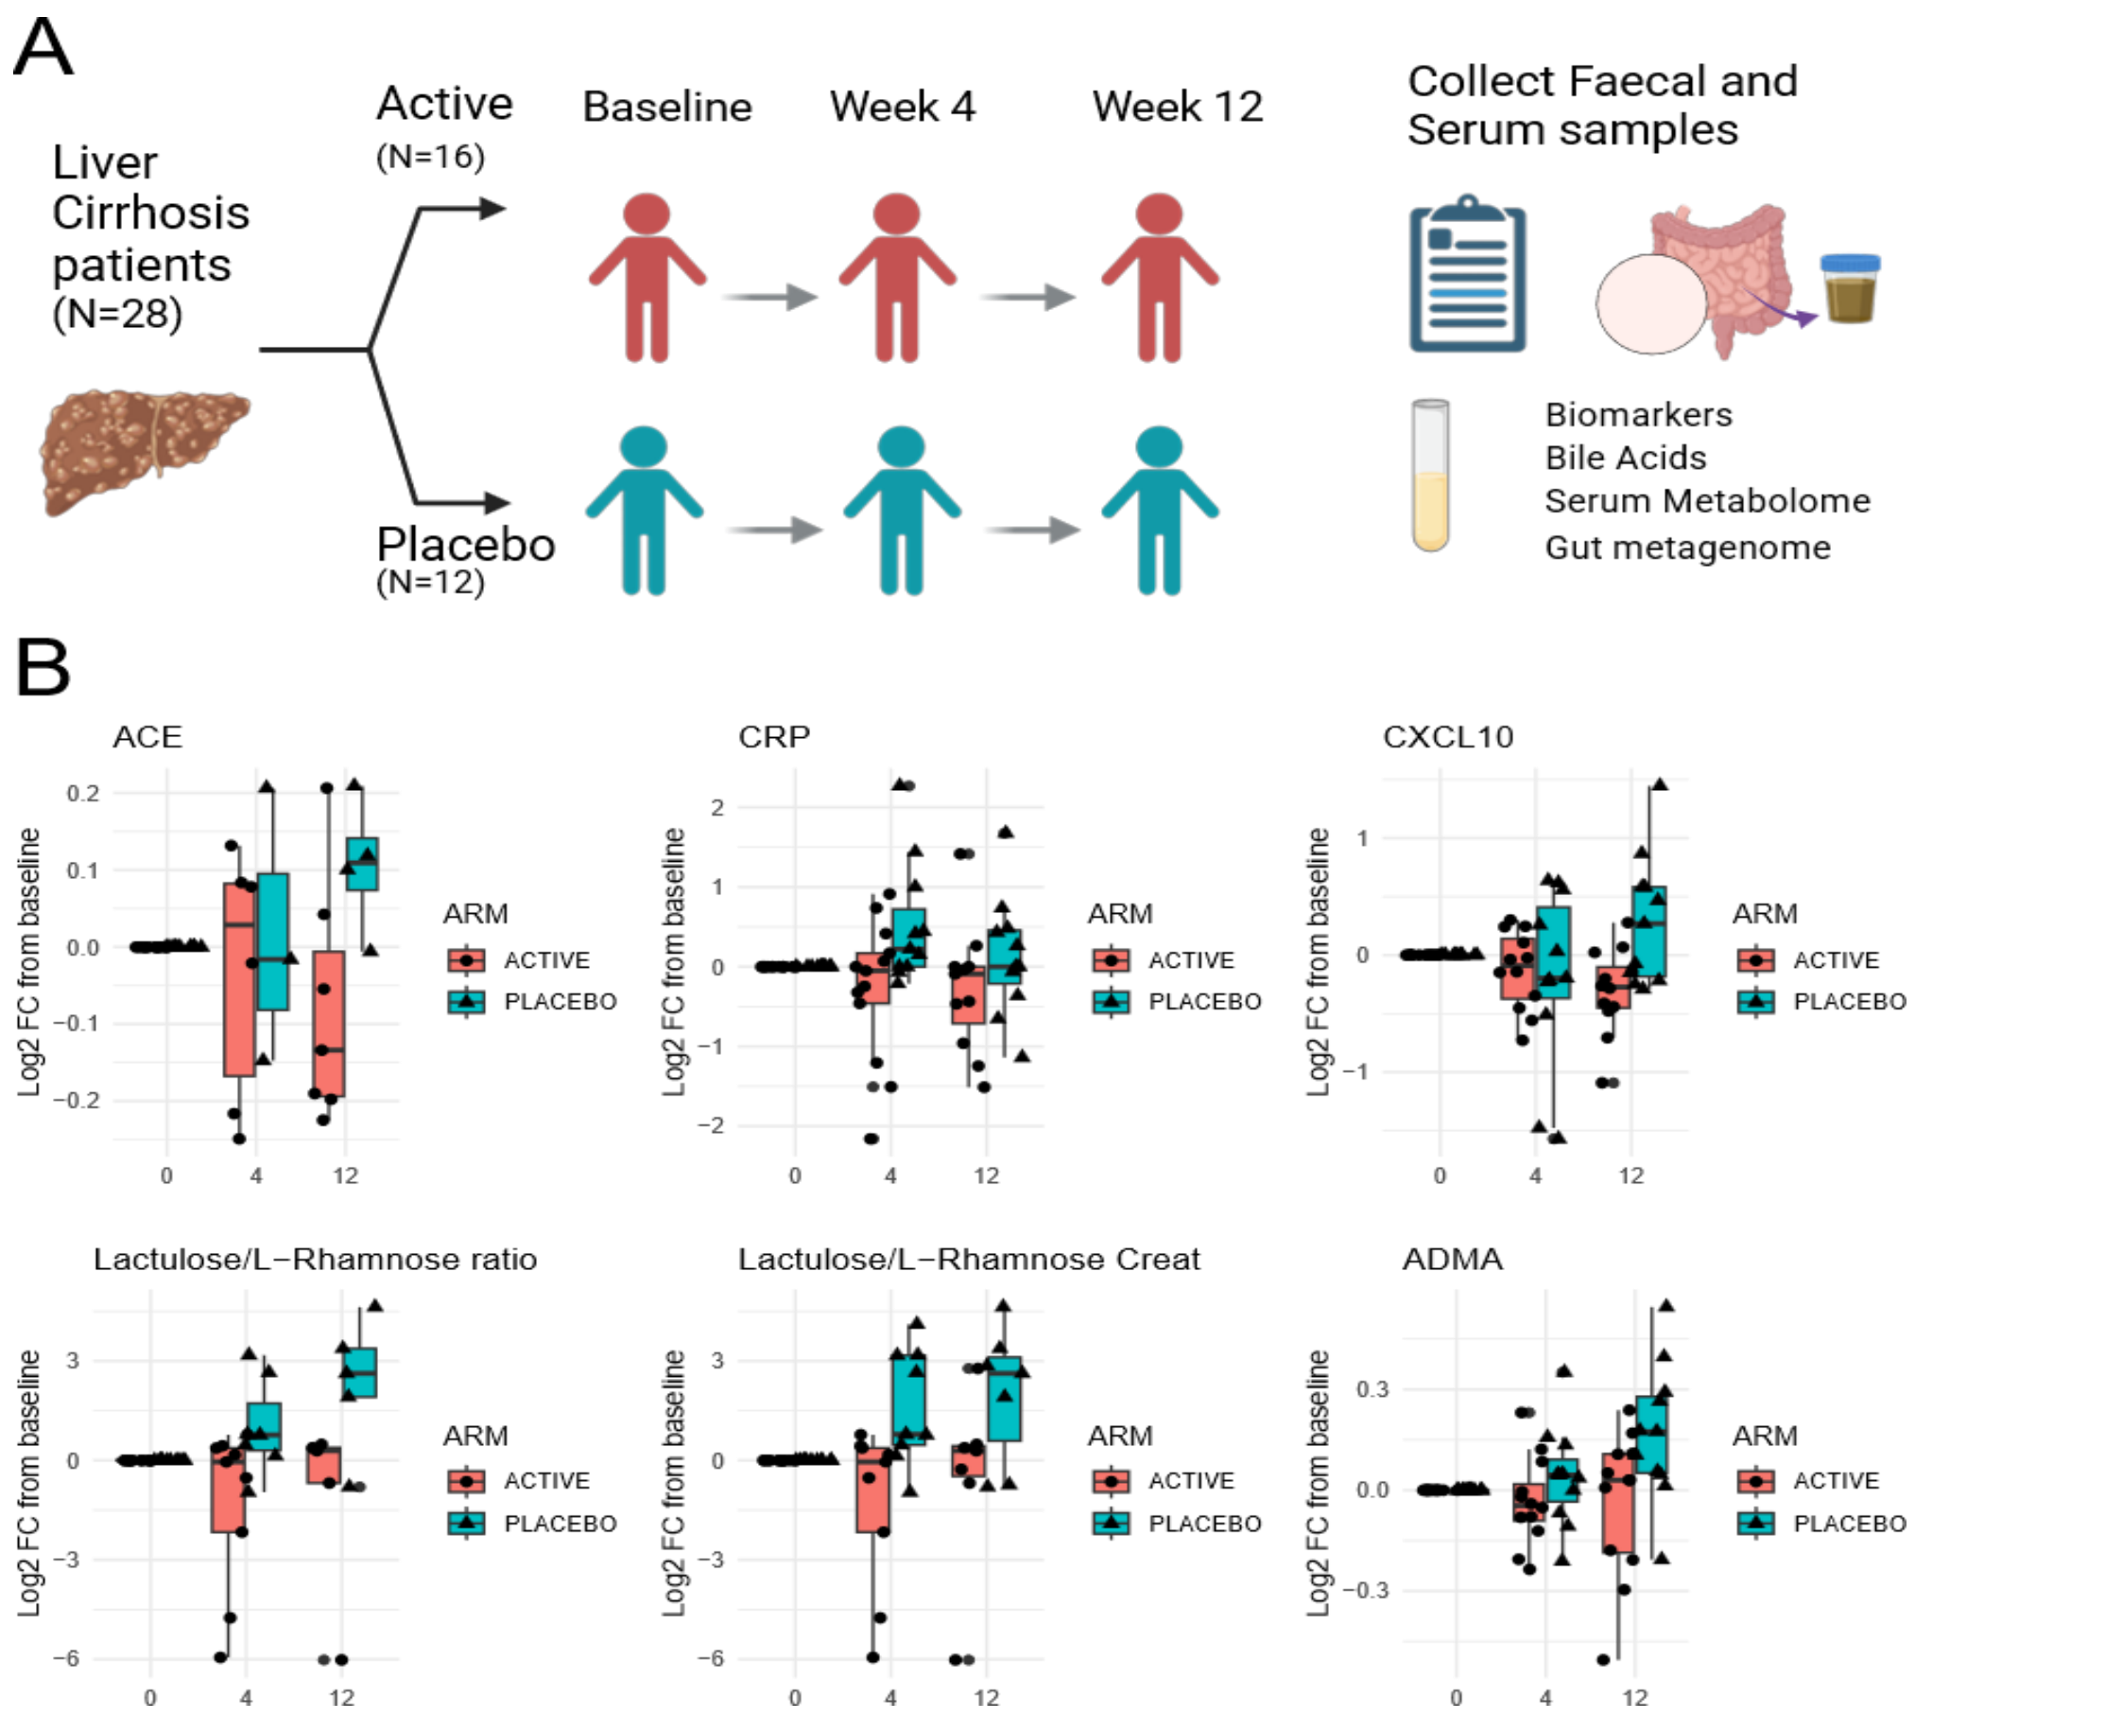 A
Liver
Cirrhosis
patients
(N=28)
Active
(N=16)
Placebo
(N=12)
Baseline
Week 4
Week 12
Collect Faecal and
Serum samples
Biomarkers
Bile Acids
Serum Metabolome
Gut metagenome
B
ACE
Log2 FC from baseline
0.2
0.1
0.0
−0.1
−0.2
0 4 12
ARM
ACTIVE
PLACEBO
CRP
Log2 FC from baseline
2
1
0
−1
−2
0 4 12
ARM
ACTIVE
PLACEBO
CXCL10
Log2 FC from baseline
1
0
−1
0 4 12
ARM
ACTIVE
PLACEBO
Lactulose/L−Rhamnose ratio
Log2 FC from baseline
3
0
−3
−6
0 4 12
ARM
ACTIVE
PLACEBO
Lactulose/L−Rhamnose Creat
Log2 FC from baseline
3
0
−3
−6
0 4 12
ARM
ACTIVE
PLACEBO
ADMA
Log2 FC from baseline
0.3
0.0
−0.3
0 4 12
ARM
ACTIVE
PLACEBO